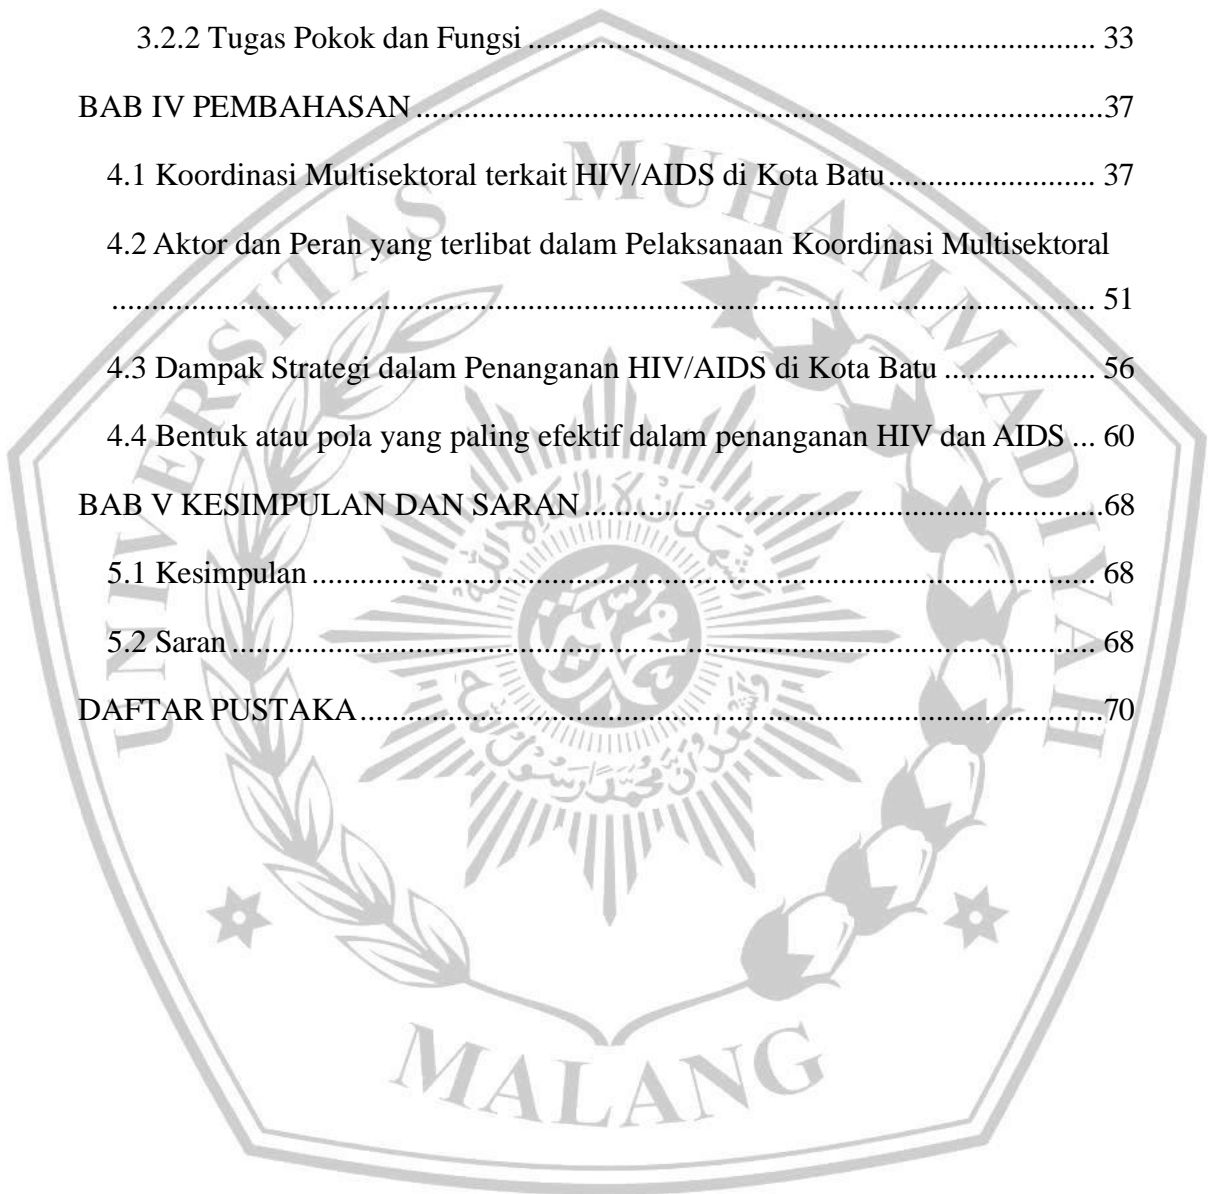 3.2.2 Tugas Pokok dan Fungsi ........................................................................ 33
BAB IV PEMBAHASAN .......................................................................................37
4.1 Koordinasi Multisektoral terkait HIV/AIDS di Kota Batu.......................... 37
4.2 Aktor dan Peran yang terlibat dalam Pelaksanaan Koordinasi Multisektoral
............................................................................................................................. 51
4.3 Dampak Strategi dalam Penanganan HIV/AIDS di Kota Batu ................... 56
4.4 Bentuk atau pola yang paling efektif dalam penanganan HIV dan AIDS ... 60
BAB V KESIMPULAN DAN SARAN..................................................................68
5.1 Kesimpulan ................................................................................................... 68
5.2 Saran ............................................................................................................. 68
DAFTAR PUSTAKA..............................................................................................70
UNIVERSITAS MUHAMMADIYAH
MALANG